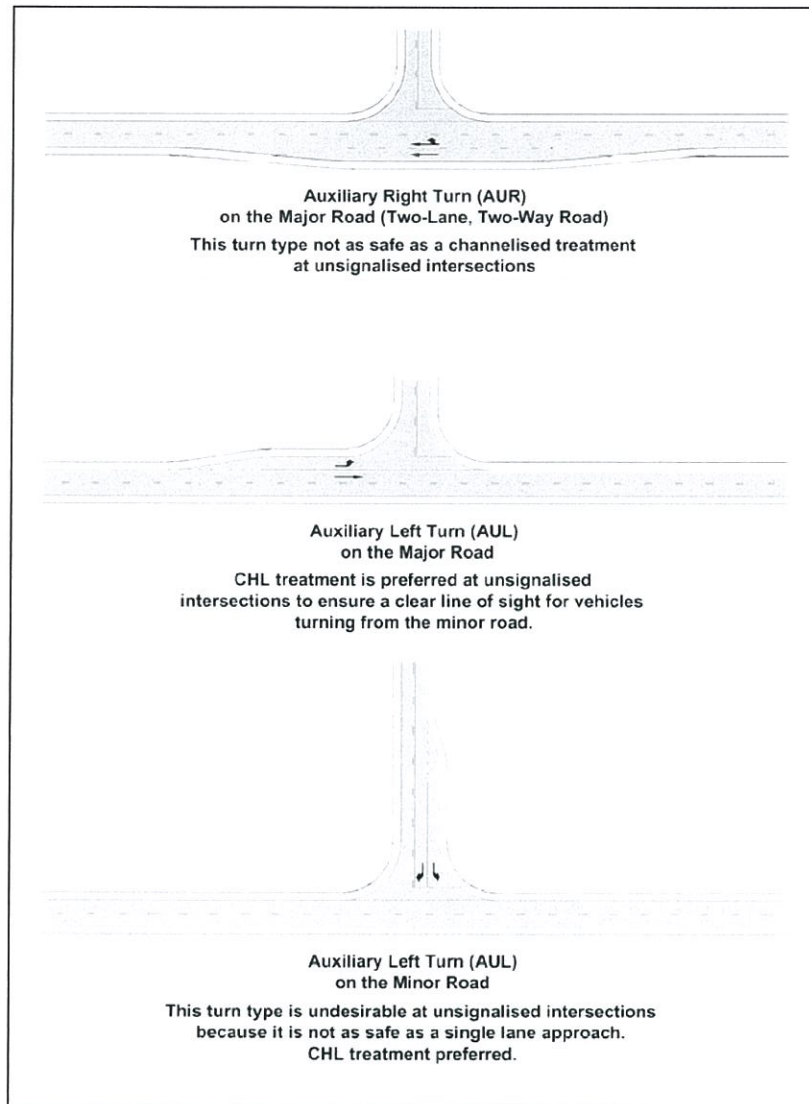 Auxiliary Right Turn (AUR)
on the Major Road (Two-Lane, Two-Way Road)
This turn type not as safe as a channelised treatment
at unsignalised intersections
Auxiliary Left Turn (AUL)
on the Major Road
CHL treatment is preferred at unsignalised
intersections to ensure a clear line of sight for vehicles
turning from the minor road.
Auxiliary Left Turn (AUL)
on the Minor Road
This turn type is undesirable at unsignalised intersections
because it is not as safe as a single lane approach.
CHL treatment preferred.